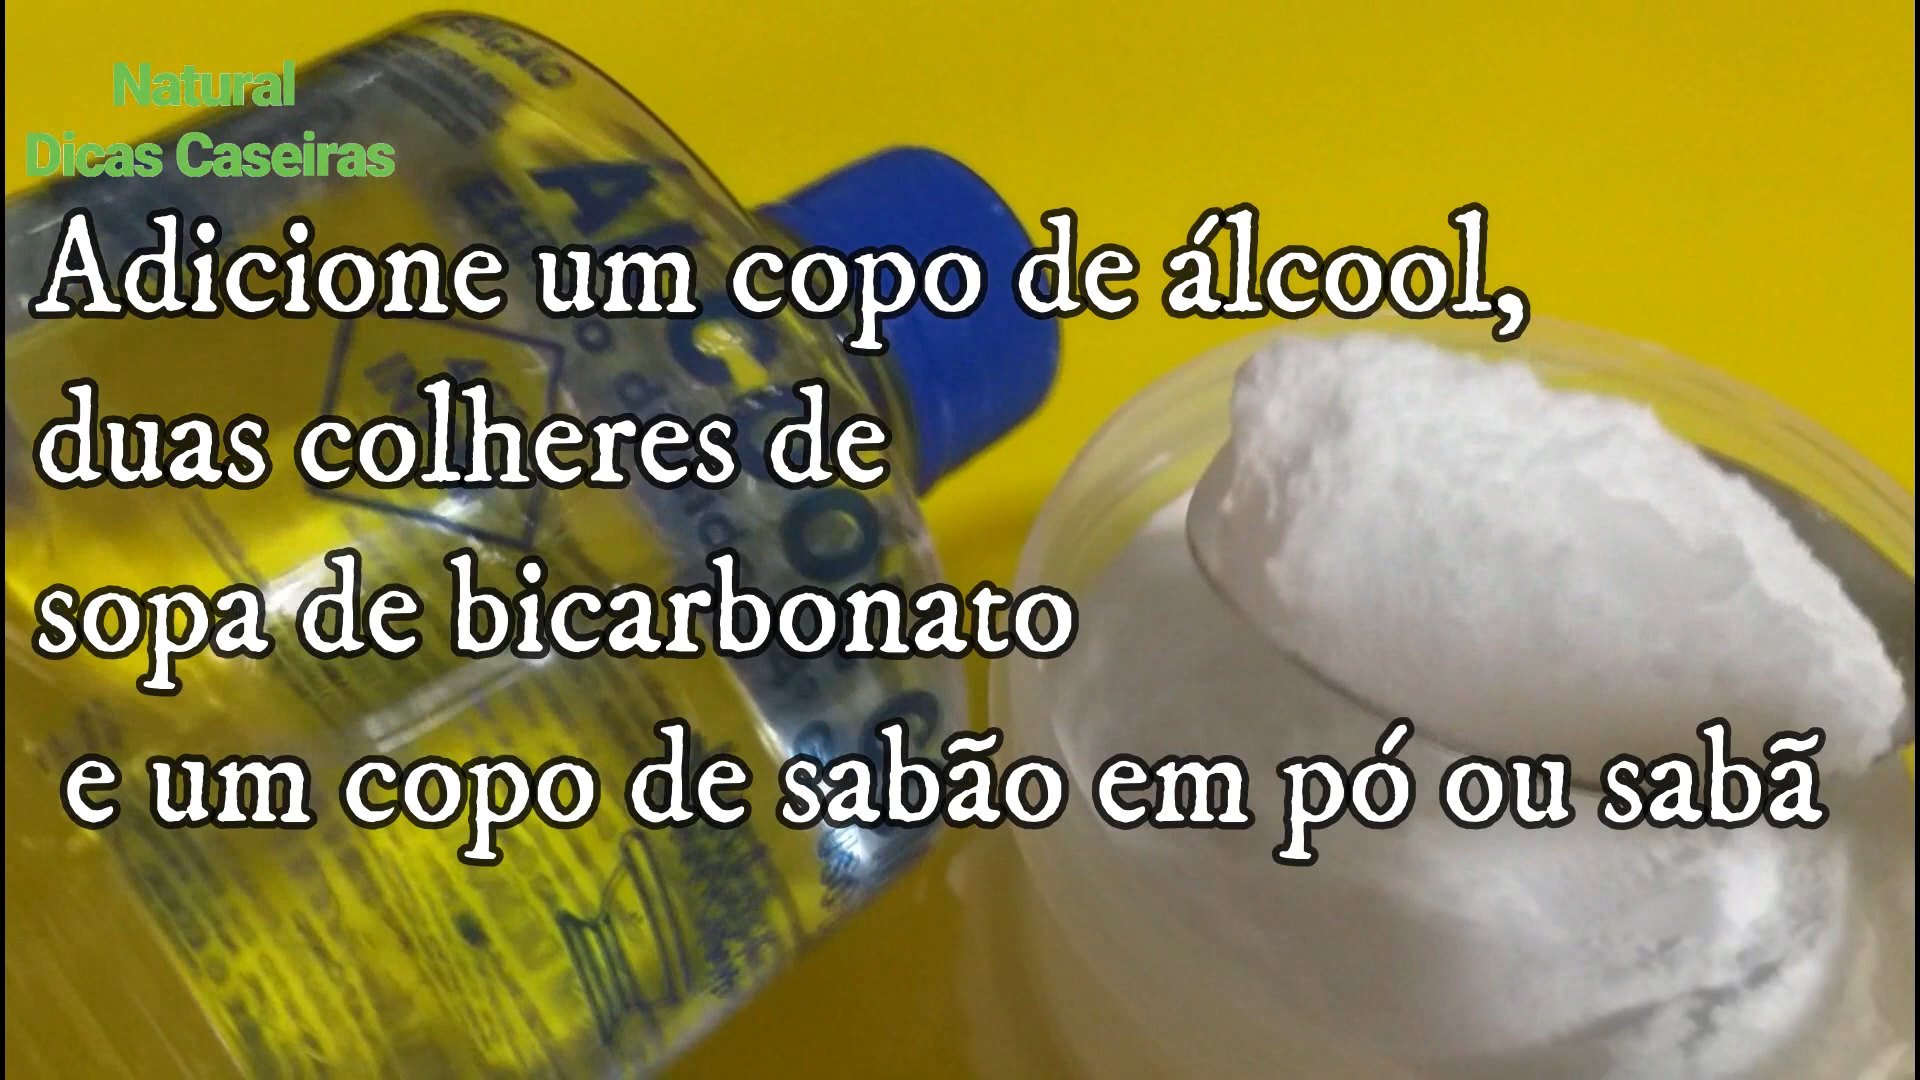 Natural
Dicas Caseiras
Adicione um copo de álcool,
duas colheres de
sopa de bicarbonato
e um copo de sabão em pó ou sabã